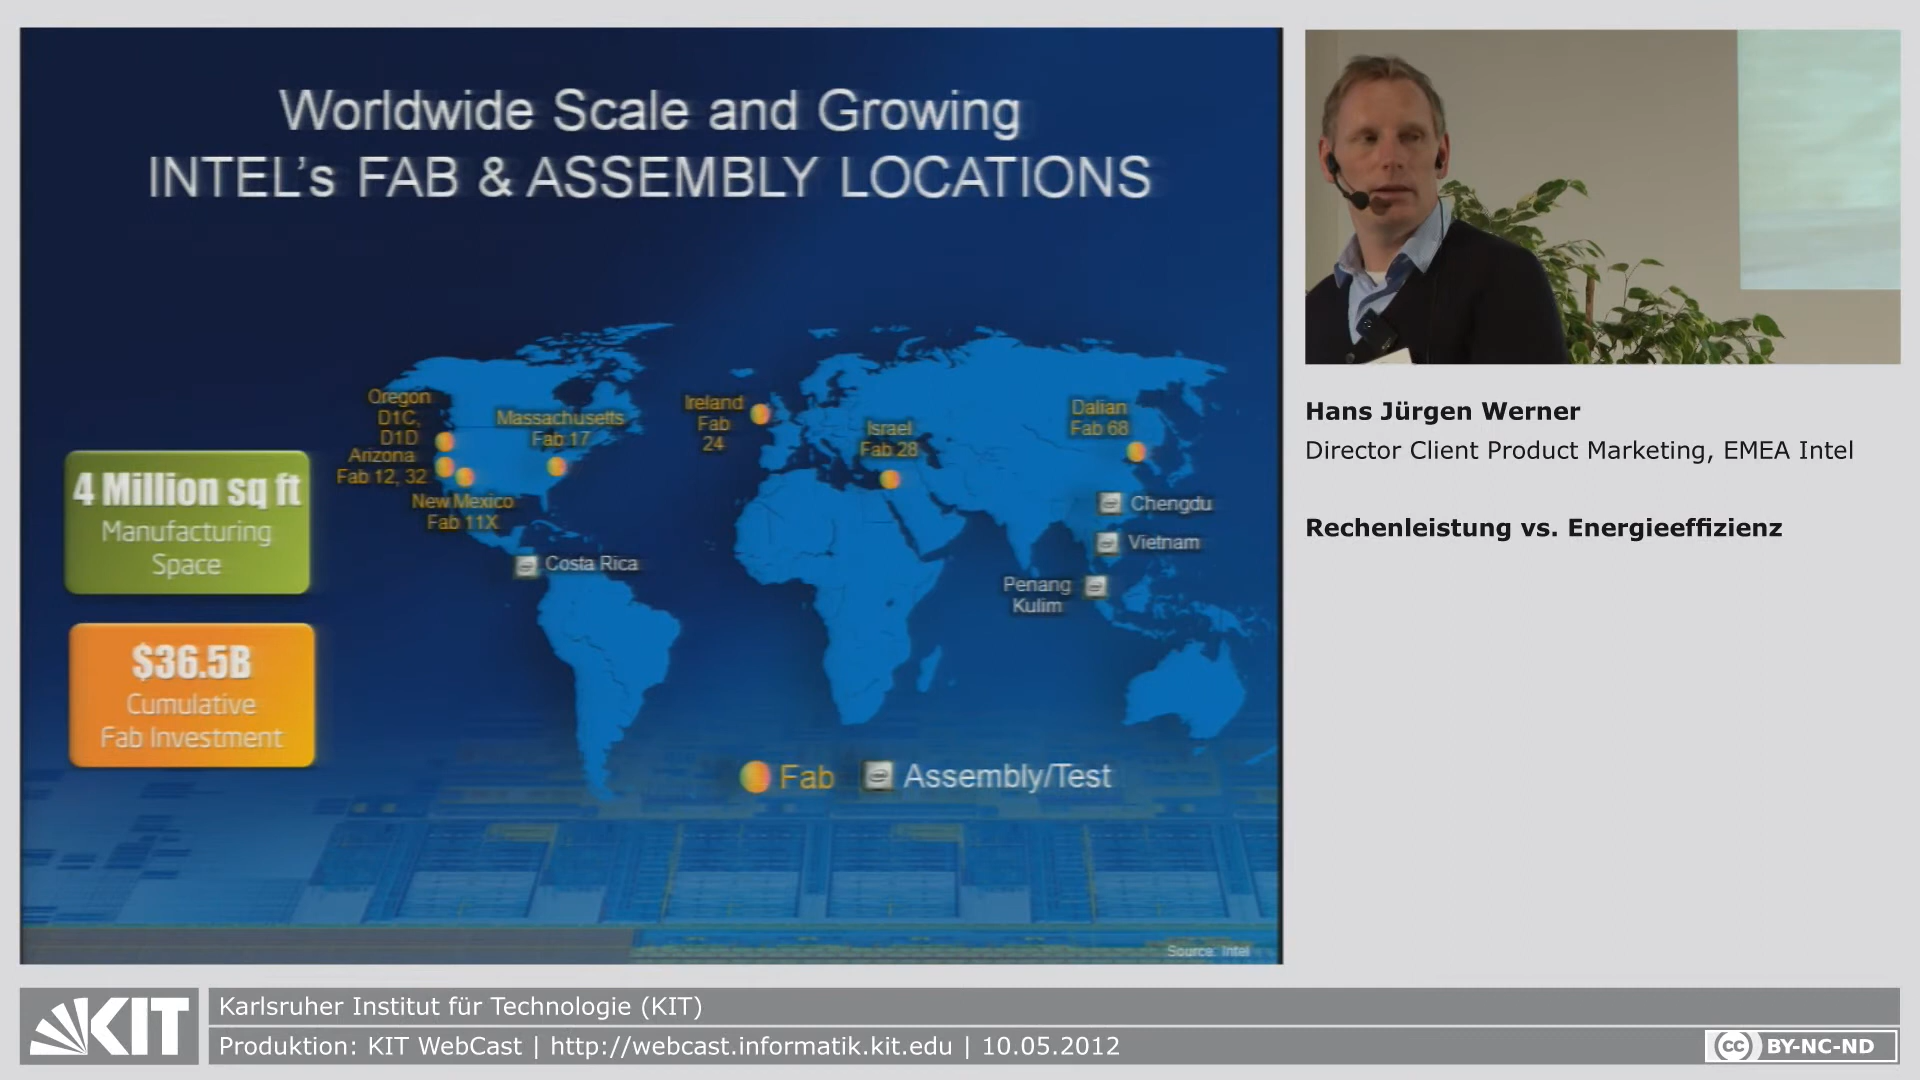 Worldwide Scale and Growing
INTEL's FAB & ASSEMBLY LOCATIONS
4 Million sq ft
Manufacturing
Space
$36.5B
Cumulative
Fab Investment
Oregon
D1C,
D1D
Arizona
Fab 12, 32
New Mexico
Fab 11X
Massachusetts
Fab 17
Costa Rica
Ireland
Fab
24
Israel
Fab 28
Dalian
Fab 68
Chengdu
Vietnam
Penang
Kulim
Fab
Assembly/Test
Source: Intel
Hans Jürgen Werner
Director Client Product Marketing, EMEA Intel
Rechenleistung vs. Energieeffizienz
KIT
Karlsruher Institut für Technologie (KIT)
Produktion: KIT WebCast | http://webcast.informatik.kit.edu | 10.05.2012
cc BY-NC-ND